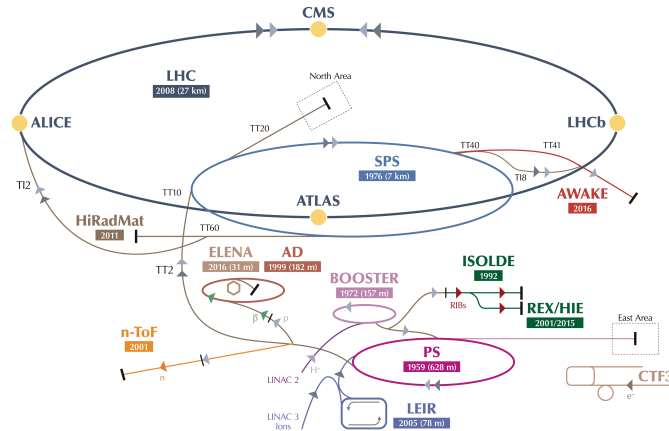 CMS
LHC
2008 (27 km)
North Area
ALICE
LHCb
TT20
TT40
TT41
SPS
1976 (7 km)
TI8
TI2
TT10
ATLAS
AWAKE
2016
HiRadMat
2011
TT60
ELENA
2016 (31 m)
AD
1999 (182 m)
TT2
BOOSTER
1972 (157 m)
ISOLDE
1992
RIBs
REX/HIE
2001/2015
p
p
East Area
n-ToF
2001
n
H+
LINAC 2
PS
1959 (628 m)
CTF3
e-
LINAC 3
Ions
LEIR
2005 (78 m)